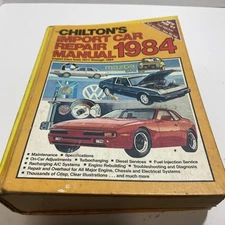 CHILTON'S
IMPORT CAR
REPAIR
MANUAL 1984
• Maintenance • Specifications
• On-Car Adjustments • Turbocharging • Diesel Services • Fuel Injection Service
• Recharging A/C Systems • Engine Rebuilding • Troubleshooting and Diagnosis
• Repair and Overhaul for All Major Engine, Chassis and Electrical Systems
• Thousands of Crisp, Clear Illustrations . . . and much more